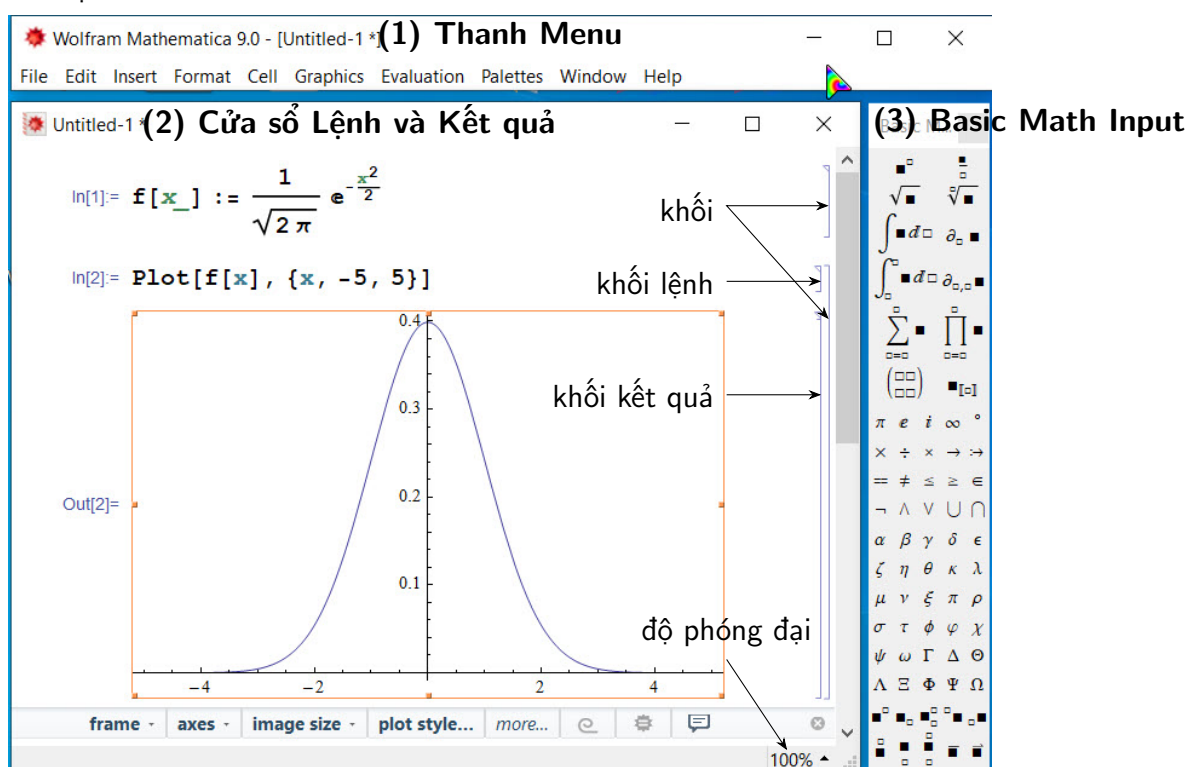 Wolfram Mathematica 9.0 - [Untitled-1 *] (1) Thanh Menu
File Edit Insert Format Cell Graphics Evaluation Palettes Window Help
Untitled-1 * (2) Cửa sổ Lệnh và Kết quả
(3) Basic Math Input
In[1]:= f[x_] := 1/√(2 π) ⅇ^(-x²/2)
khối
In[2]:= Plot[f[x], {x, -5, 5}]
khối lệnh
khối kết quả
0.4
0.3
Out[2]=
0.2
0.1
độ phóng đại
−4 −2 2 4
frame axes image size plot style... more...
100%
■^□ ■/□
√■ □√■
∫■ⅆ□ ∂□ ■
∫□□ ■ⅆ□ ∂□,□ ■
∑□=□□ ■ ∏□=□□ ■
(□□ □□) ■〚□〛
π ⅇ ⅈ ∞ °
× ÷ × → :→
== ≠ ≤ ≥ ∈
¬ ∧ ∨ ∪ ∩
α β γ δ ϵ
ζ η θ κ λ
μ ν ξ π ρ
σ τ ϕ φ χ
ψ ω Γ Δ Θ
Λ Ξ Φ Ψ Ω